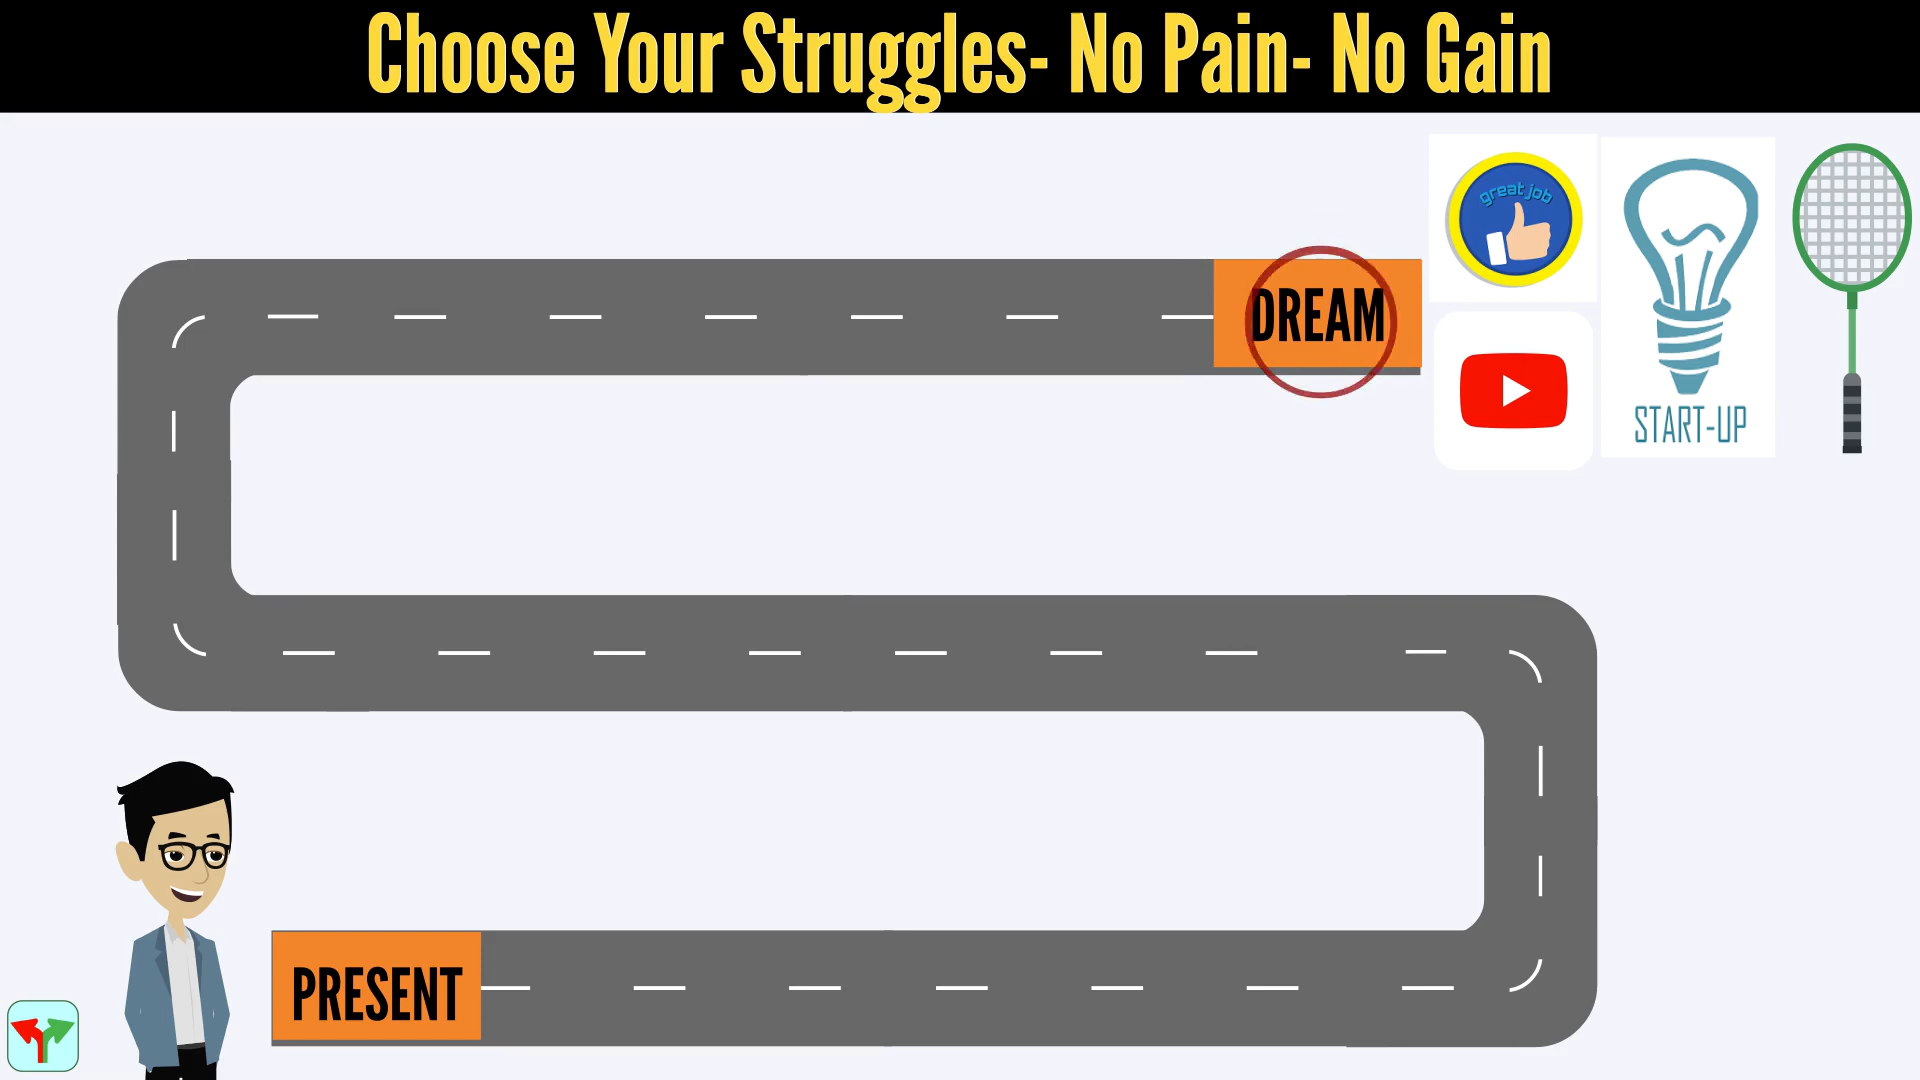 Choose Your Struggles- No Pain- No Gain
great job
DREAM
START-UP
PRESENT